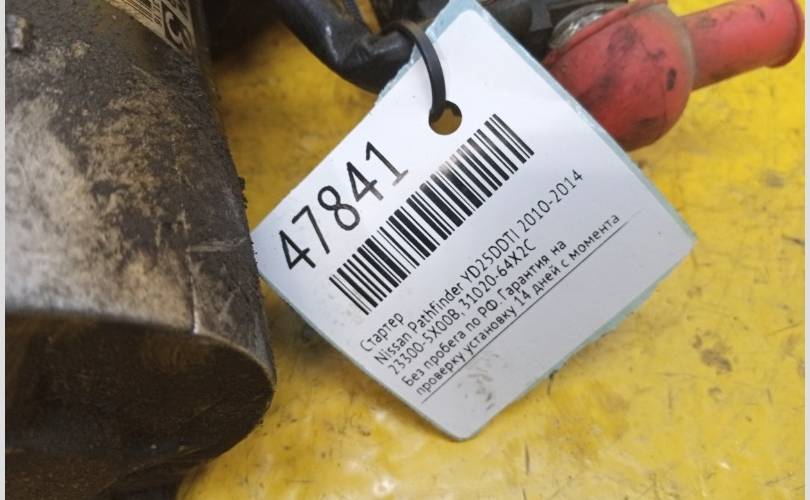 47841
Стартер
Nissan Pathfinder YD25DDTI 2010-2014
23300-5X00B.31020-64X2C
Без пробега по РФ. Гарантия на
проверку установку 14 дней с момента